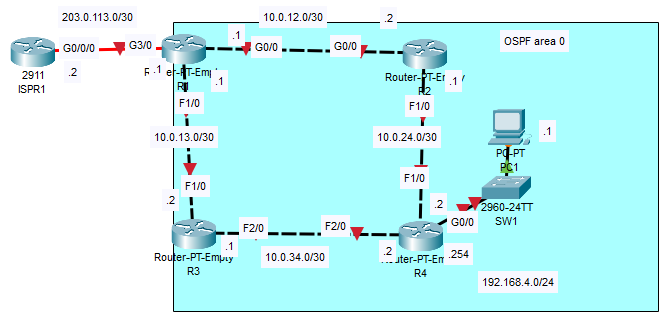 203.0.113.0/30
10.0.12.0/30
.2
OSPF area 0
G0/0/0
G3/0
.1
G0/0
G0/0
2911
ISPR1
.2
.1
R1
.1
Router-PT-Empty
R2
.1
F1/0
F1/0
10.0.13.0/30
10.0.24.0/30
.1
PC-PT
PC1
F1/0
F1/0
.2
.2
2960-24TT
SW1
G0/0
F2/0
F2/0
.1
Router-PT-Empty
R3
10.0.34.0/30
.2
Router-PT-Empty
R4
.254
192.168.4.0/24